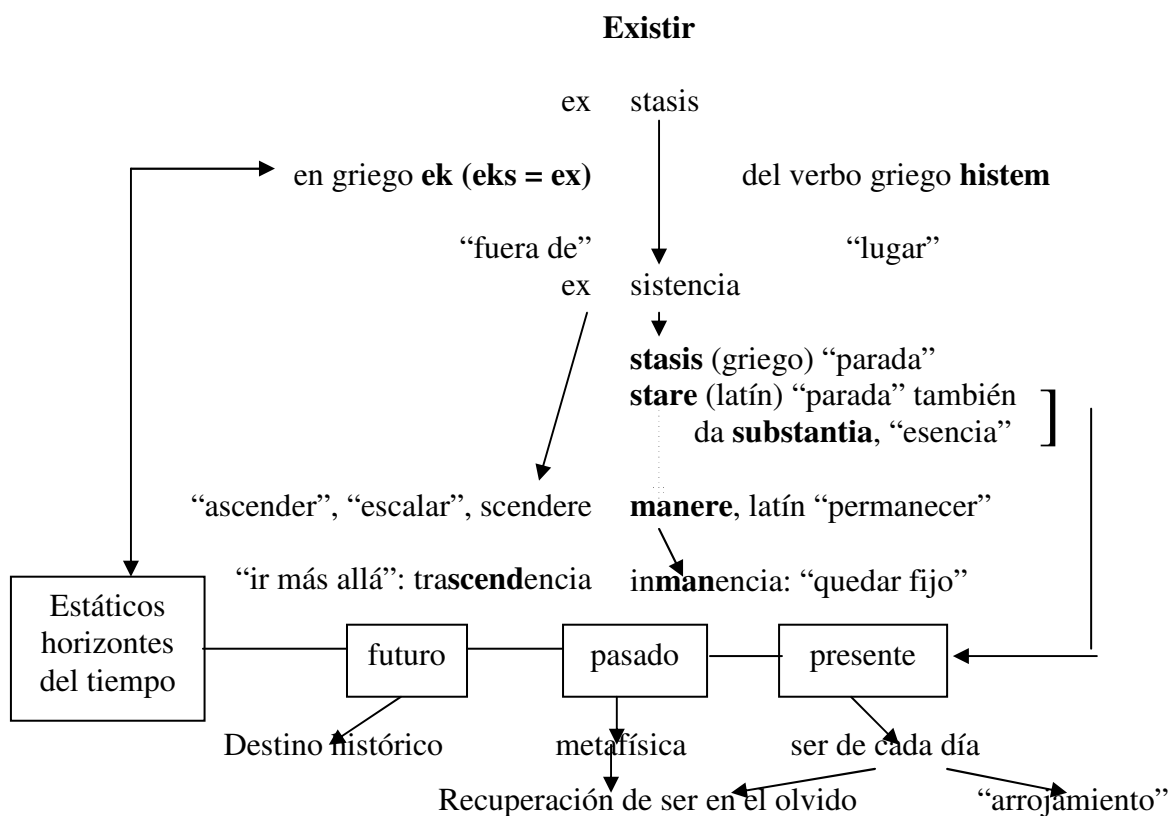 Existir
ex stasis
en griego ek (eks = ex) del verbo griego histem
“fuera de” “lugar”
ex sistencia
stasis (griego) “parada”
stare (latín) “parada” también
da substantia, “esencia” ]
“ascender”, “escalar”, scendere manere, latín “permanecer”
“ir más allá”: trascendencia inmanencia: “quedar fijo”
Estáticos
horizontes
del tiempo
futuro pasado presente
Destino histórico metafísica ser de cada día
Recuperación de ser en el olvido “arrojamiento”